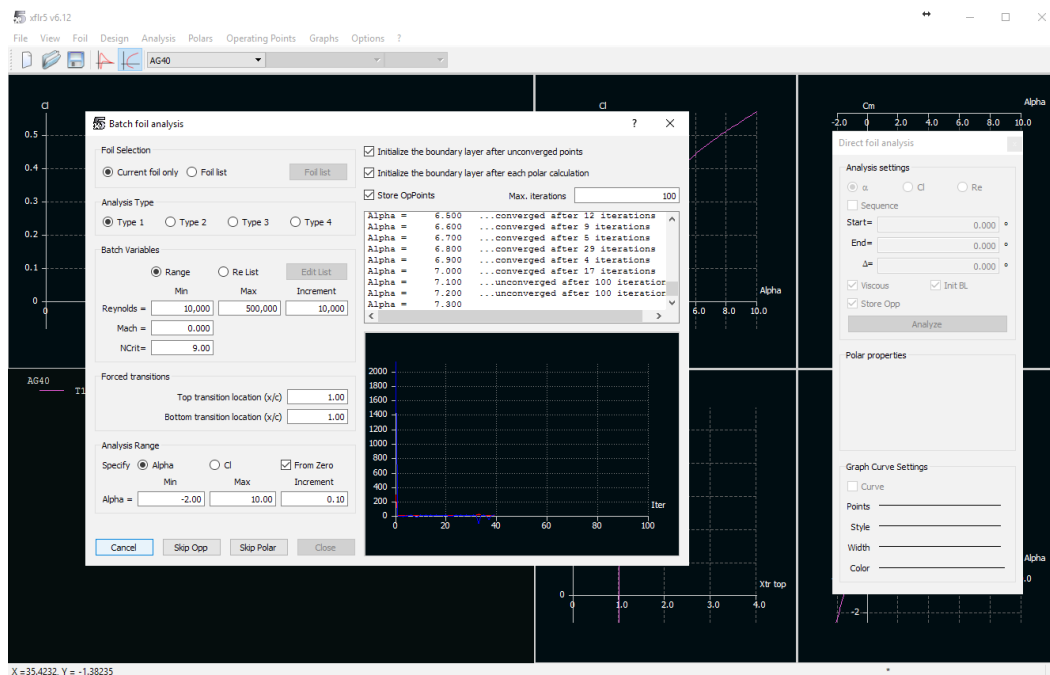 xflr5 v6.12
File View Foil Design Analysis Polars Operating Points Graphs Options ?
AG40
Cl
0.5
0.4
0.3
0.2
0.1
0
0
AG40
T1
Batch foil analysis
?
Foil Selection
Current foil only Foil list Foil list
Analysis Type
Type 1 Type 2 Type 3 Type 4
Batch Variables
Range Re List Edit List
Min Max Increment
Reynolds = 10,000 500,000 10,000
Mach = 0.000
NCrit= 9.00
Forced transitions
Top transition location (x/c) 1.00
Bottom transition location (x/c) 1.00
Analysis Range
Specify Alpha Cl From Zero
Min Max Increment
Alpha = -2.00 10.00 0.10
Cancel Skip Opp Skip Polar Close
Initialize the boundary layer after unconverged points
Initialize the boundary layer after each polar calculation
Store OpPoints Max. iterations 100
Alpha = 6.500 ...converged after 12 iterations
Alpha = 6.600 ...converged after 9 iterations
Alpha = 6.700 ...converged after 5 iterations
Alpha = 6.800 ...converged after 29 iterations
Alpha = 6.900 ...converged after 4 iterations
Alpha = 7.000 ...converged after 17 iterations
Alpha = 7.100 ...unconverged after 100 iteration
Alpha = 7.200 ...unconverged after 100 iteration
Alpha = 7.300
2000
1800
1600
1400
1200
1000
800
600
400
200
0
Iter
0 20 40 60 80 100
Cl
Alpha
6.0 8.0 10.0
Xtr top
0
0 1.0 2.0 3.0 4.0
Cm
Alpha
-2.0 0 2.0 4.0 6.0 8.0 10.0
Direct foil analysis
Analysis settings
α Cl Re
Sequence
Start= 0.000 °
End= 0.000 °
Δ= 0.000 °
Viscous Init BL
Store Opp
Analyze
Polar properties
Graph Curve Settings
Curve
Points
Style
Width
Color
Alpha
.0
-2
X =35.4232, Y = -1.38235